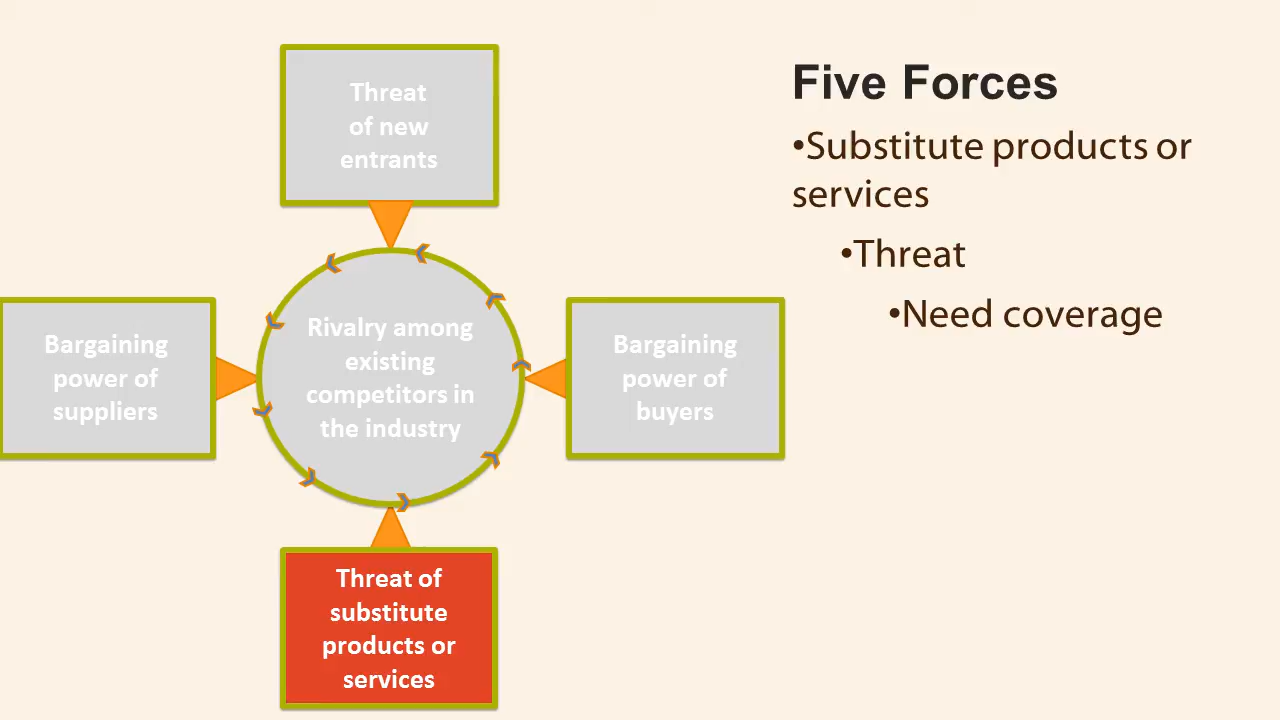 Threat
of new
entrants
Bargaining
power of
suppliers
Rivalry among
existing
competitors in
the industry
Bargaining
power of
buyers
Threat of
substitute
products or
services
Five Forces
•Substitute products or
services
•Threat
•Need coverage